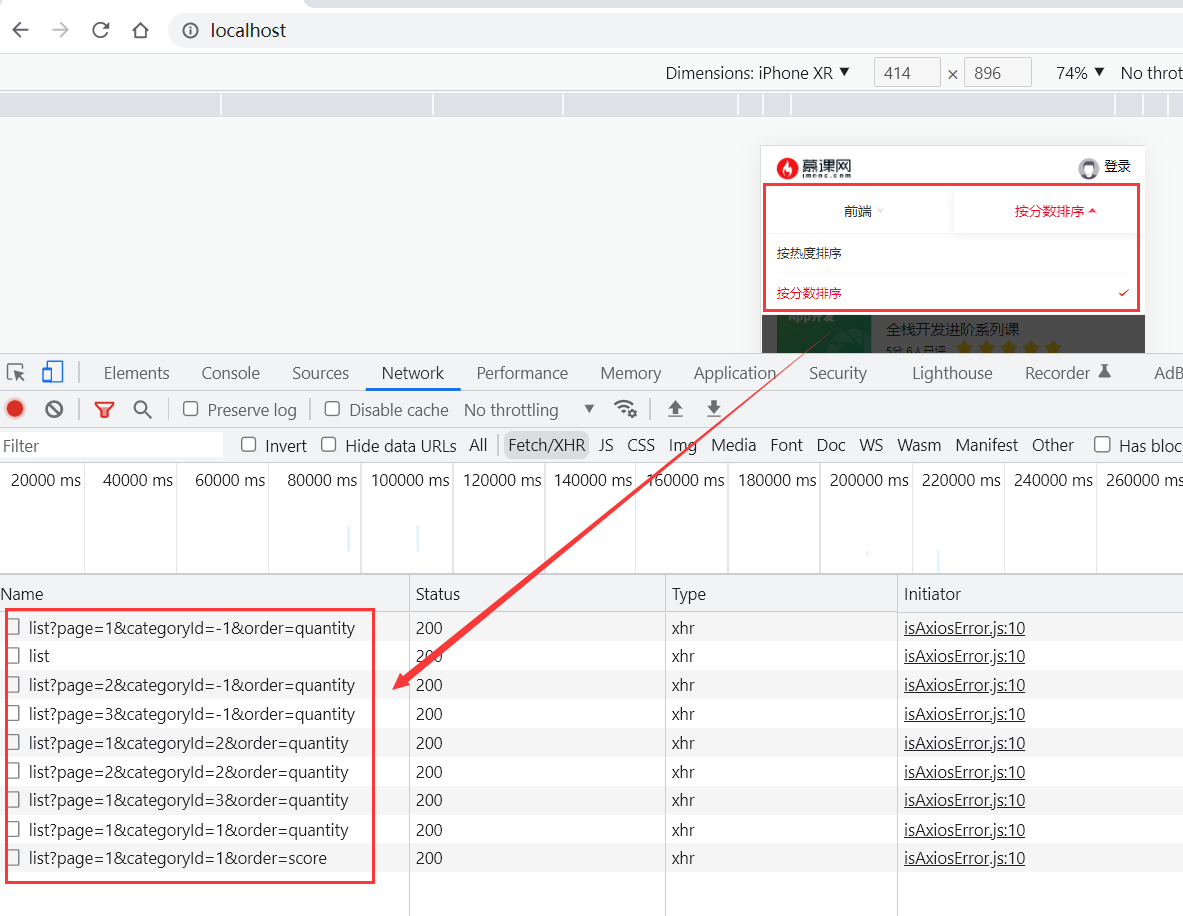 localhost
Dimensions: iPhone XR ▼ 414 × 896 74% ▼ No throt
慕课网 imooc.com 登录
前端 按分数排序
按热度排序
按分数排序
App开发 全栈开发进阶系列课
5分 6人已评
Elements Console Sources Network Performance Memory Application Security Lighthouse Recorder AdB
Preserve log Disable cache No throttling ▼
Filter Invert Hide data URLs All Fetch/XHR JS CSS Img Media Font Doc WS Wasm Manifest Other Has bloc
20000 ms 40000 ms 60000 ms 80000 ms 100000 ms 120000 ms 140000 ms 160000 ms 180000 ms 200000 ms 220000 ms 240000 ms 260000 ms
Name Status Type Initiator
list?page=1&categoryId=-1&order=quantity 200 xhr isAxiosError.js:10
list 200 xhr isAxiosError.js:10
list?page=2&categoryId=-1&order=quantity 200 xhr isAxiosError.js:10
list?page=3&categoryId=-1&order=quantity 200 xhr isAxiosError.js:10
list?page=1&categoryId=2&order=quantity 200 xhr isAxiosError.js:10
list?page=2&categoryId=2&order=quantity 200 xhr isAxiosError.js:10
list?page=1&categoryId=3&order=quantity 200 xhr isAxiosError.js:10
list?page=1&categoryId=1&order=quantity 200 xhr isAxiosError.js:10
list?page=1&categoryId=1&order=score 200 xhr isAxiosError.js:10